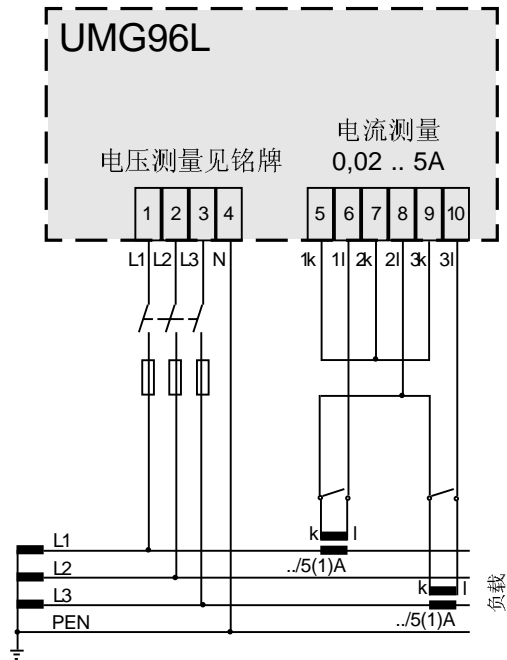 UMG96L
电流测量
电压测量见铭牌 0,02 .. 5A
1 2 3 4 5 6 7 8 9 10
L1 L2 L3 N 1k 1l 2k 2l 3k 3l
k l
L1
../5(1)A
L2
k l
L3
../5(1)A
PEN
负载